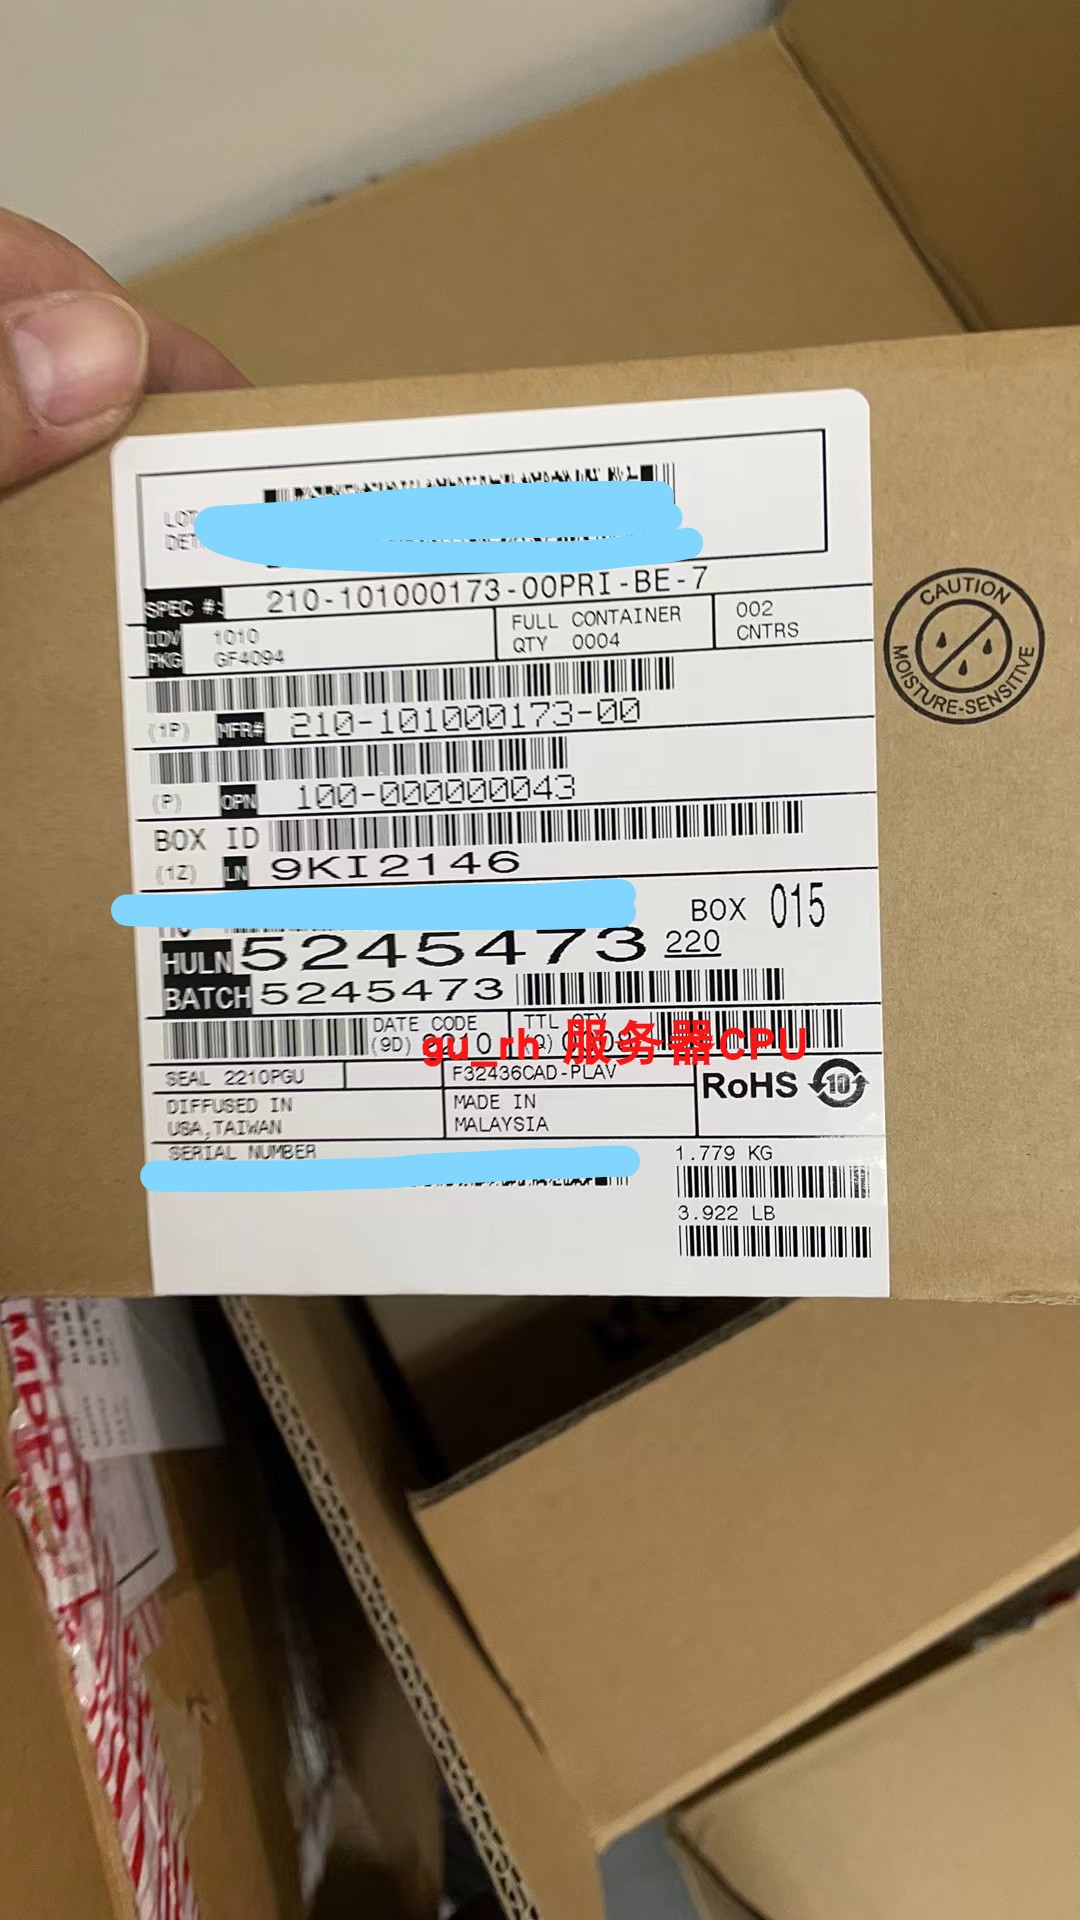 SPEC #: 210-101000173-00PRI-BE-7
IDV 1010
PKG GF4094
FULL CONTAINER
QTY 0004
002
CNTRS
(1P) MFR# 210-101000173-00
(P) OPN 100-000000043
BOX ID
(1Z) LN 9KI2146
BOX 015
HULN 5245473 220
BATCH 5245473
DATE CODE
(9D)
TTL QTY
(Q)
gu_rh 服务器CPU
SEAL 2210PGU
F32436CAD-PLAV
RoHS 10
DIFFUSED IN
USA,TAIWAN
MADE IN
MALAYSIA
SERIAL NUMBER
1.779 KG
3.922 LB
CAUTION
MOISTURE-SENSITIVE